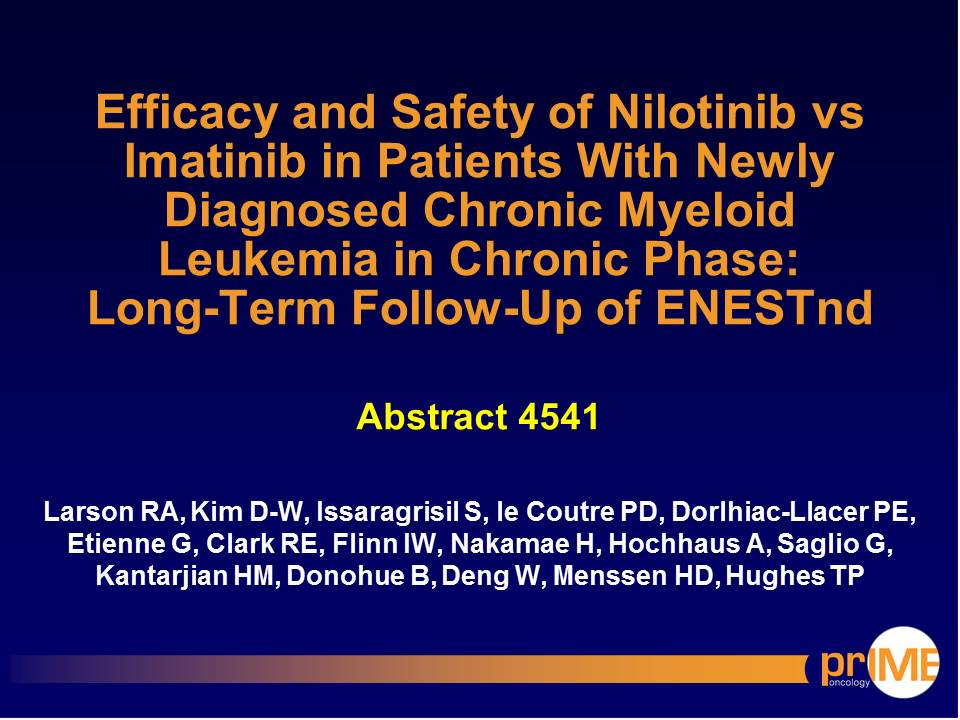 Efficacy and Safety of Nilotinib vs
Imatinib in Patients With Newly
Diagnosed Chronic Myeloid
Leukemia in Chronic Phase:
Long-Term Follow-Up of ENESTnd
Abstract 4541
Larson RA, Kim D-W, Issaragrisil S, le Coutre PD, Dorlhiac-Llacer PE,
Etienne G, Clark RE, Flinn IW, Nakamae H, Hochhaus A, Saglio G,
Kantarjian HM, Donohue B, Deng W, Menssen HD, Hughes TP
prIME
oncology